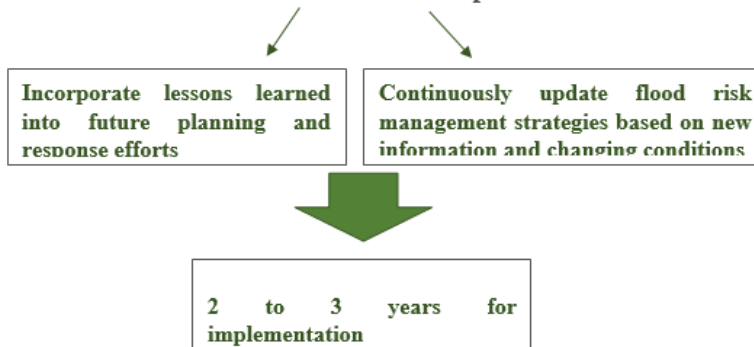 Incorporate lessons learned
into future planning and
response efforts
Continuously update flood risk
management strategies based on new
information and changing conditions
2 to 3 years for
implementation